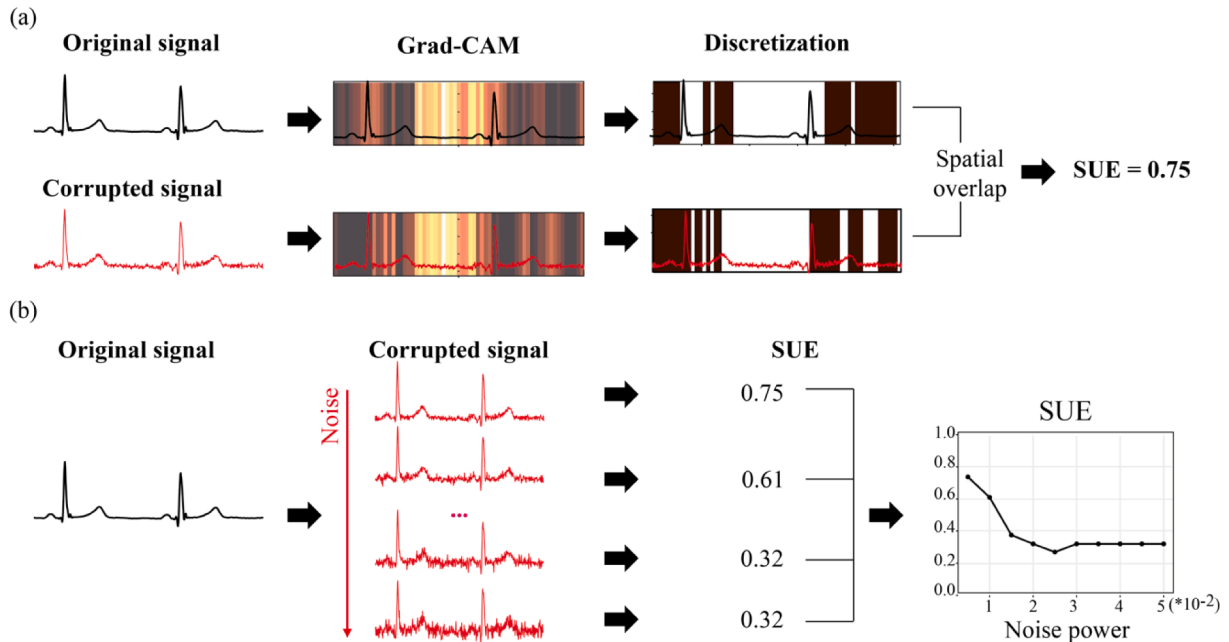 (a)
Original signal
Grad-CAM
Discretization
Corrupted signal
Spatial
overlap
SUE = 0.75
(b)
Original signal
Corrupted signal
SUE
Noise
0.75
0.61
...
0.32
0.32
SUE
1.0
0.8
0.6
0.4
0.2
0.0
1 2 3 4 5 (*10-2)
Noise power